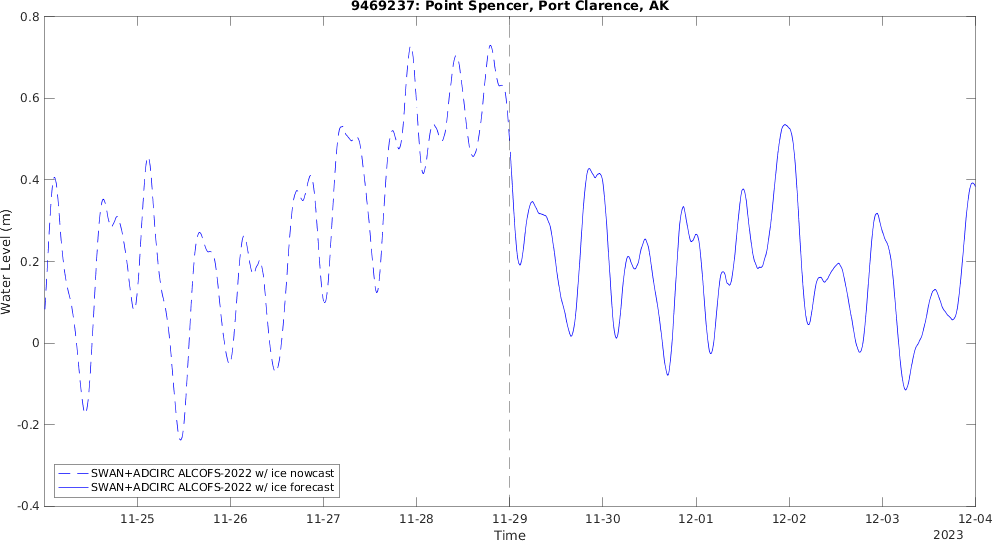 9469237: Point Spencer, Port Clarence, AK
0.8
0.6
0.4
0.2
0
-0.2
-0.4
Water Level (m)
SWAN+ADCIRC ALCOFS-2022 w/ ice nowcast
SWAN+ADCIRC ALCOFS-2022 w/ ice forecast
11-25 11-26 11-27 11-28 11-29 11-30 12-01 12-02 12-03 12-04
Time
2023